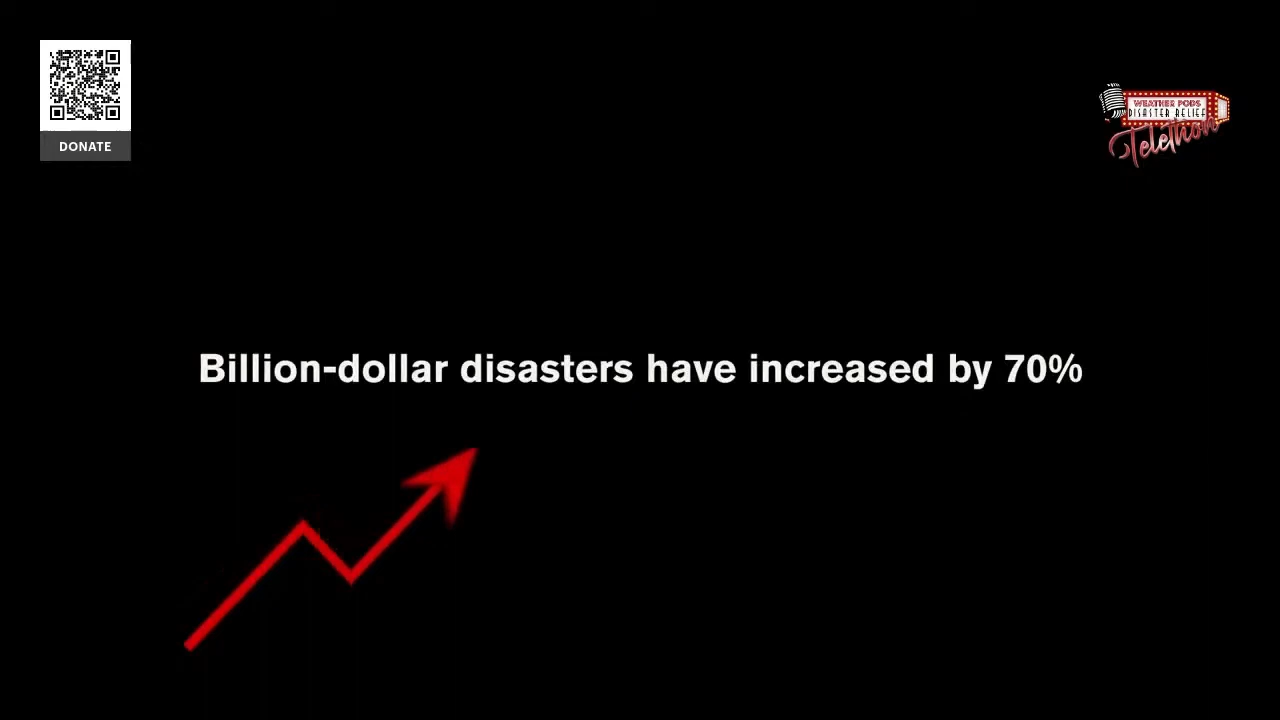 DONATE
WEATHER PODS
DISASTER RELIEF
Telethon
Billion-dollar disasters have increased by 70%